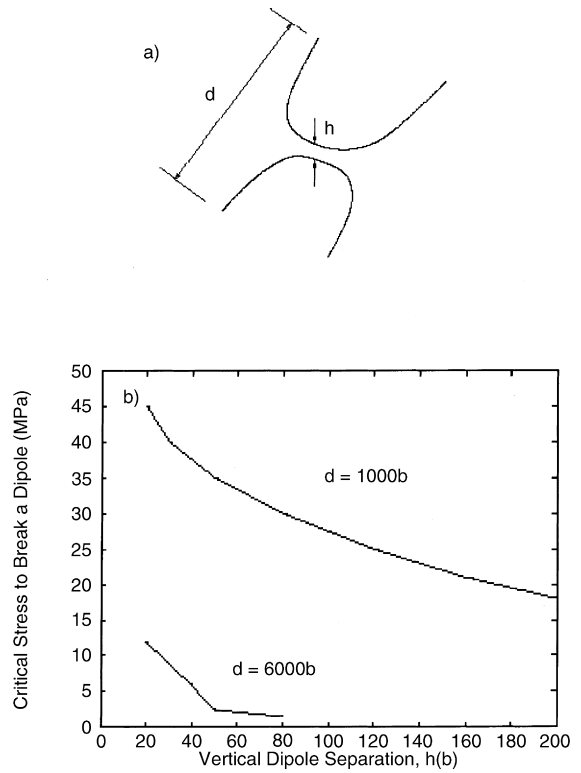 a)
d
h
Critical Stress to Break a Dipole (MPa)
50
45
40
35
30
25
20
15
10
5
0
b)
d = 1000b
d = 6000b
0 20 40 60 80 100 120 140 160 180 200
Vertical Dipole Separation, h(b)